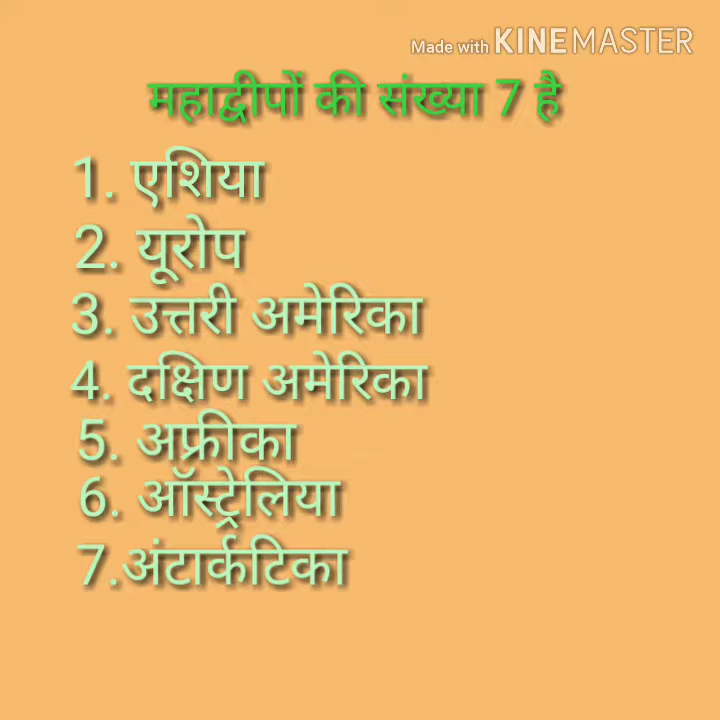 Made with KINEMASTER
महाद्वीपों की संख्या 7 है
1. एशिया
2. यूरोप
3. उत्तरी अमेरिका
4. दक्षिण अमेरिका
5. अफ्रीका
6. ऑस्ट्रेलिया
7.अंटार्कटिका